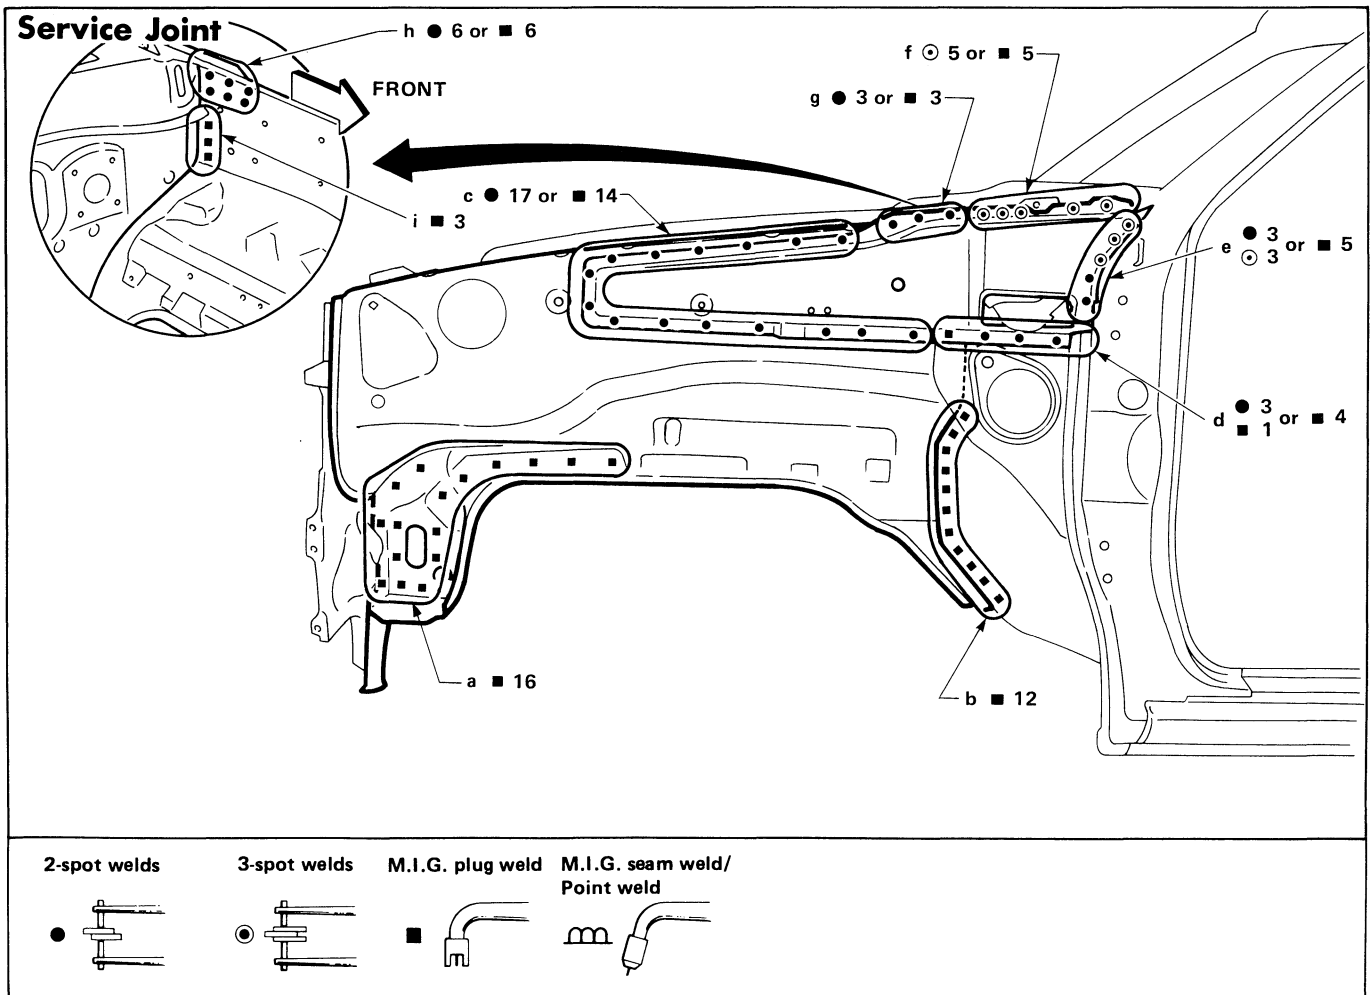 Service Joint
h ● 6 or ■ 6
FRONT
f ⊙ 5 or ■ 5
g ● 3 or ■ 3
c ● 17 or ■ 14
i ■ 3
e ● 3 ⊙ 3 or ■ 5
d ● 3 ■ 1 or ■ 4
a ■ 16
b ■ 12
2-spot welds
3-spot welds
M.I.G. plug weld
M.I.G. seam weld/
Point weld